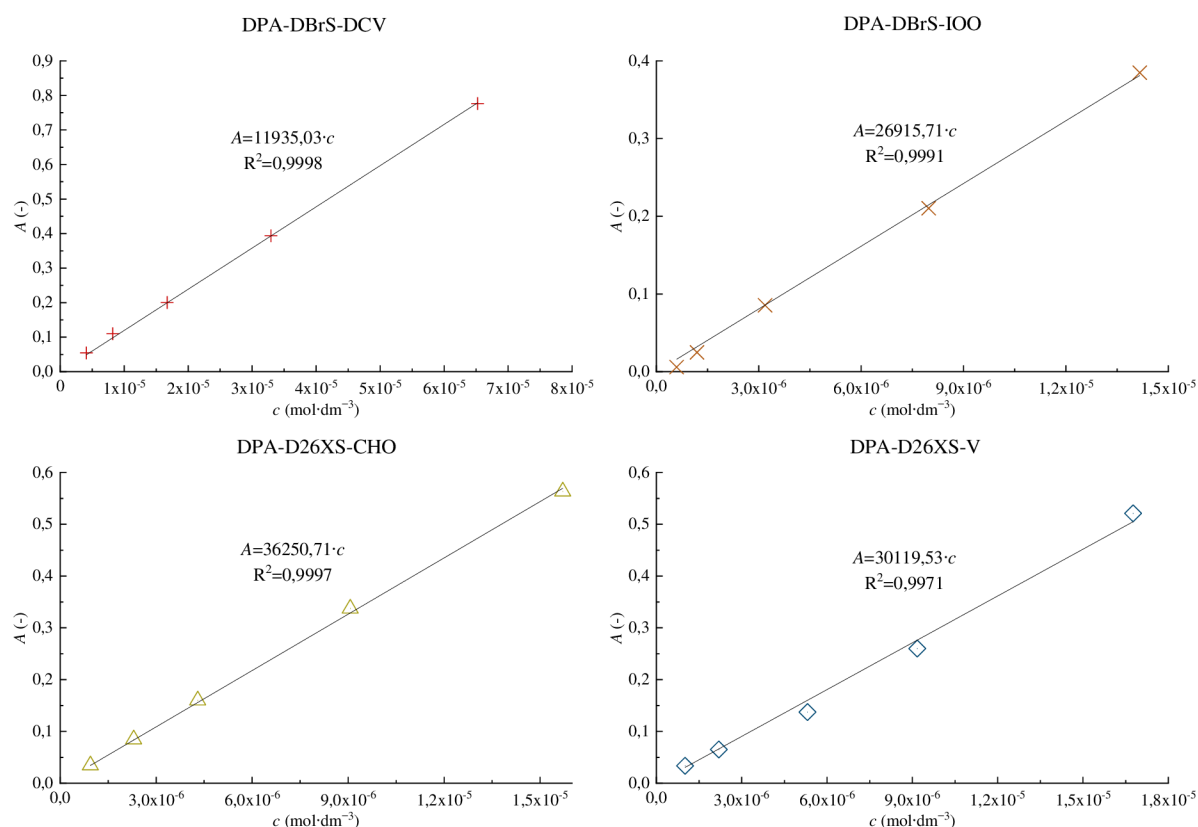 DPA-DBrS-DCV
0,9
0,8
0,7
0,6
0,5
0,4
0,3
0,2
0,1
0,0
A (-)
A=11935,03·c
R²=0,9998
0 1x10⁻⁵ 2x10⁻⁵ 3x10⁻⁵ 4x10⁻⁵ 5x10⁻⁵ 6x10⁻⁵ 7x10⁻⁵ 8x10⁻⁵
c (mol·dm⁻³)
DPA-DBrS-IOO
0,4
0,3
0,2
0,1
0,0
A (-)
A=26915,71·c
R²=0,9991
0,0 3,0x10⁻⁶ 6,0x10⁻⁶ 9,0x10⁻⁶ 1,2x10⁻⁵ 1,5x10⁻⁵
c (mol·dm⁻³)
DPA-D26XS-CHO
0,6
0,5
0,4
0,3
0,2
0,1
0,0
A (-)
A=36250,71·c
R²=0,9997
0,0 3,0x10⁻⁶ 6,0x10⁻⁶ 9,0x10⁻⁶ 1,2x10⁻⁵ 1,5x10⁻⁵
c (mol·dm⁻³)
DPA-D26XS-V
0,6
0,5
0,4
0,3
0,2
0,1
0,0
A (-)
A=30119,53·c
R²=0,9971
0,0 3,0x10⁻⁶ 6,0x10⁻⁶ 9,0x10⁻⁶ 1,2x10⁻⁵ 1,5x10⁻⁵ 1,8x10⁻⁵
c (mol·dm⁻³)